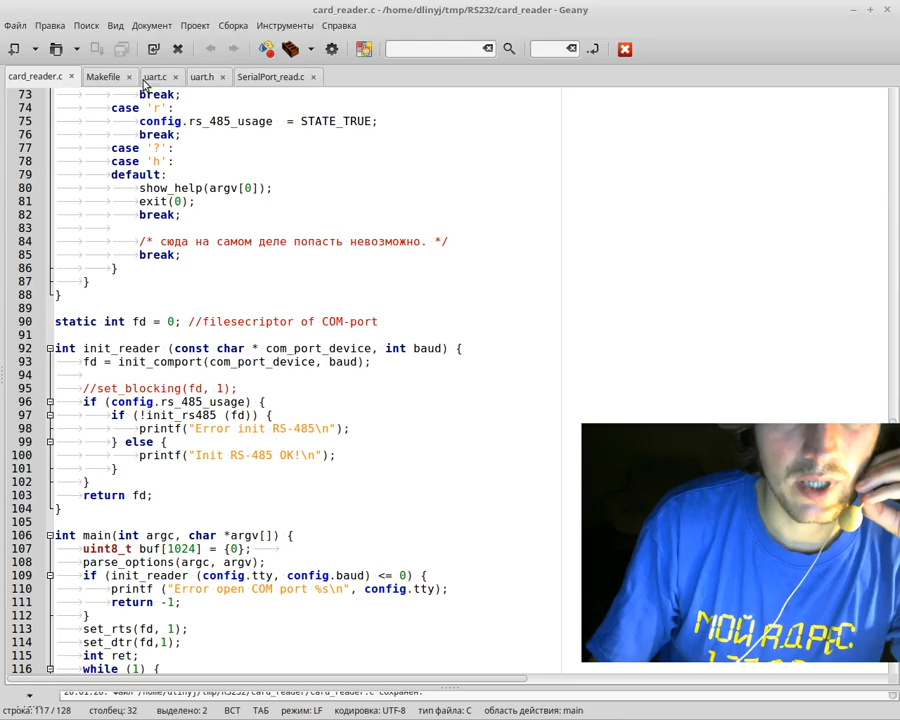 card_reader.c - /home/dlinyj/tmp/RS232/card_reader - Geany
Файл Правка Поиск Вид Документ Проект Сборка Инструменты Справка
card_reader.c Makefile uart.c uart.h SerialPort_read.c
73 break;
74 case 'r':
75 config.rs_485_usage = STATE_TRUE;
76 break;
77 case '?':
78 case 'h':
79 default:
80 show_help(argv[0]);
81 exit(0);
82 break;
83
84 /* сюда на самом деле попасть невозможно. */
85 break;
86 }
87 }
88 }
89
90 static int fd = 0; //filesecriptor of COM-port
91
92 int init_reader (const char * com_port_device, int baud) {
93 fd = init_comport (com_port_device, baud);
94
95 //set_blocking(fd, 1);
96 if (config.rs_485_usage) {
97 if (!init_rs485 (fd)) {
98 printf("Error init RS-485\n");
99 } else {
100 printf("Init RS-485 OK!\n");
101 }
102 }
103 return fd;
104 }
105
106 int main(int argc, char *argv[]) {
107 uint8_t buf[1024] = {0};
108 parse_options(argc, argv);
109 if (init_reader (config.tty, config.baud) <= 0) {
110 printf ("Error open COM port %s\n", config.tty);
111 return -1;
112 }
113 set_rts(fd, 1);
114 set_dtr(fd,1);
115 int ret;
116 while (1) {
МОЙ АДРЕС
20:01:20: Файл /home/dlinyj/tmp/RS232/card_reader/card_reader.c сохранён.
строка: 117 / 128 столбец: 32 выделено: 2 ВСТ ТАБ режим: LF кодировка: UTF-8 тип файла: C область действия: main